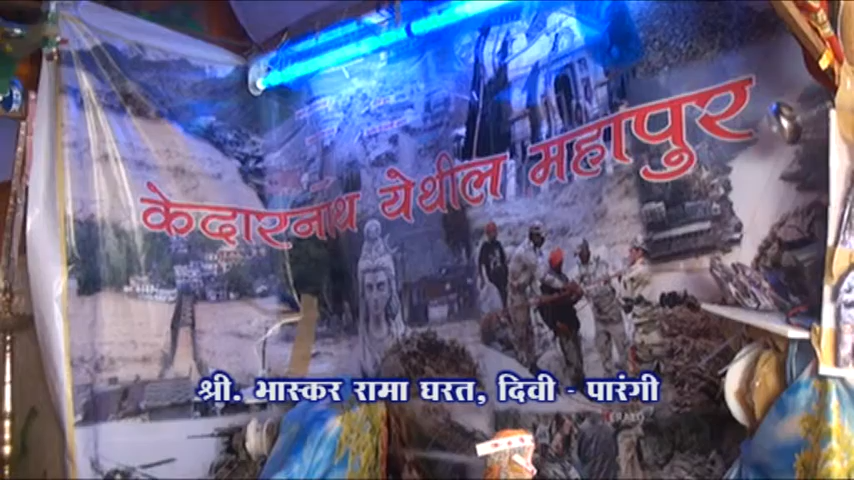 केदारनाथ येथील महापूर
श्री. भास्कर रामा घरत, दिवी - पारंगी